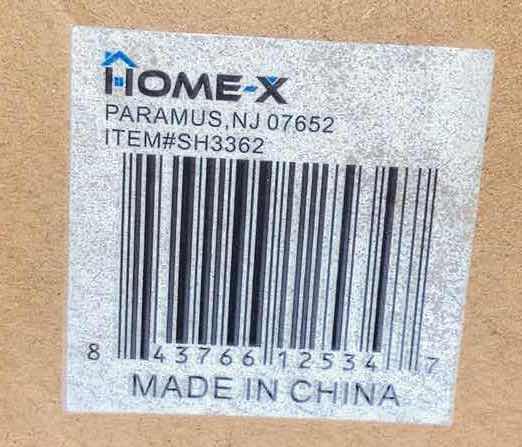 HOME-X
PARAMUS,NJ 07652
ITEM#SH3362
8 43766 12534 7
MADE IN CHINA